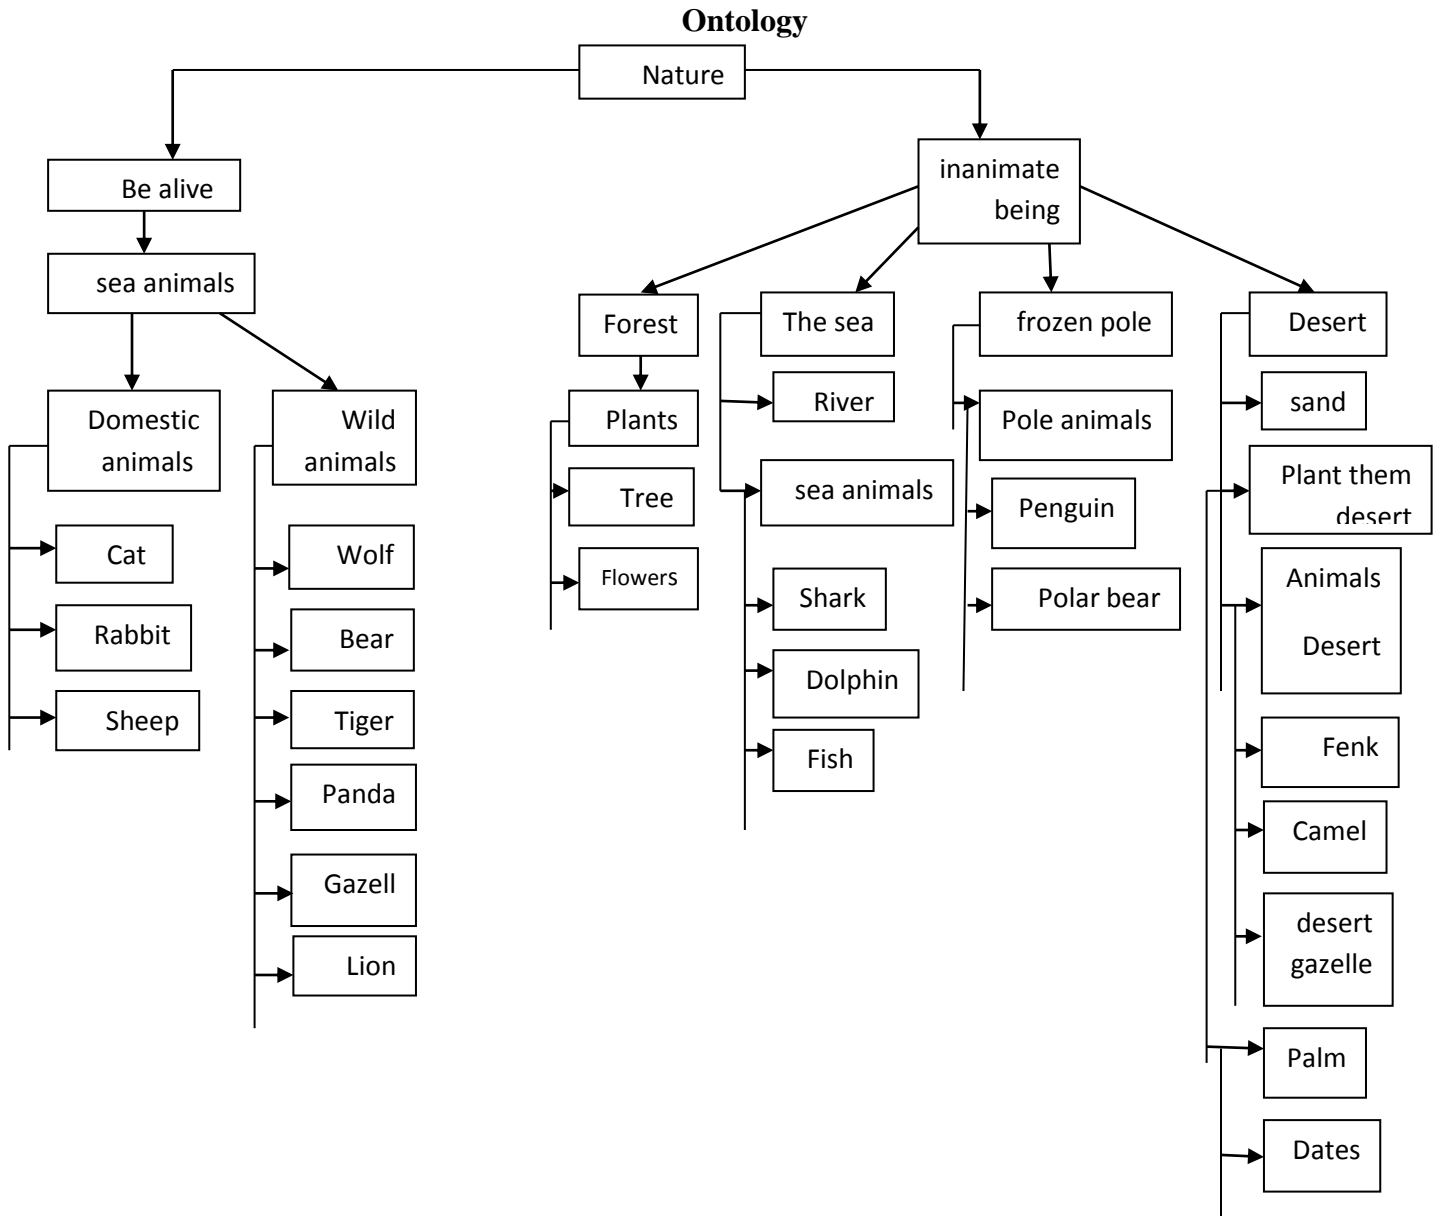 Ontology
Nature
Be alive
inanimate
being
sea animals
Forest
The sea
frozen pole
Desert
Domestic
animals
Wild
animals
Plants
River
Pole animals
sand
Tree
sea animals
Plant them
desert
Penguin
Cat
Wolf
Flowers
Shark
Polar bear
Animals
Desert
Rabbit
Bear
Dolphin
Sheep
Tiger
Fish
Fenk
Panda
Camel
Gazell
desert
gazelle
Lion
Palm
Dates